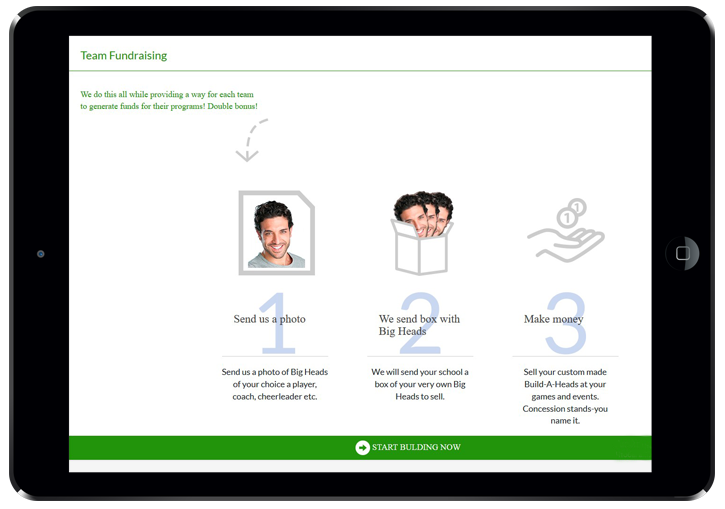 Team Fundraising
We do this all while providing a way for each team
to generate funds for their programs! Double bonus!
1
1
1
Send us a photo
2
We send box with
Big Heads
3
Make money
Send us a photo of Big Heads
of your choice a player,
coach, cheerleader etc.
We will send your school a
box of your very own Big
Heads to sell.
Sell your custom made
Build-A-Heads at your
games and events.
Concession stands-you
name it.
START BULDING NOW